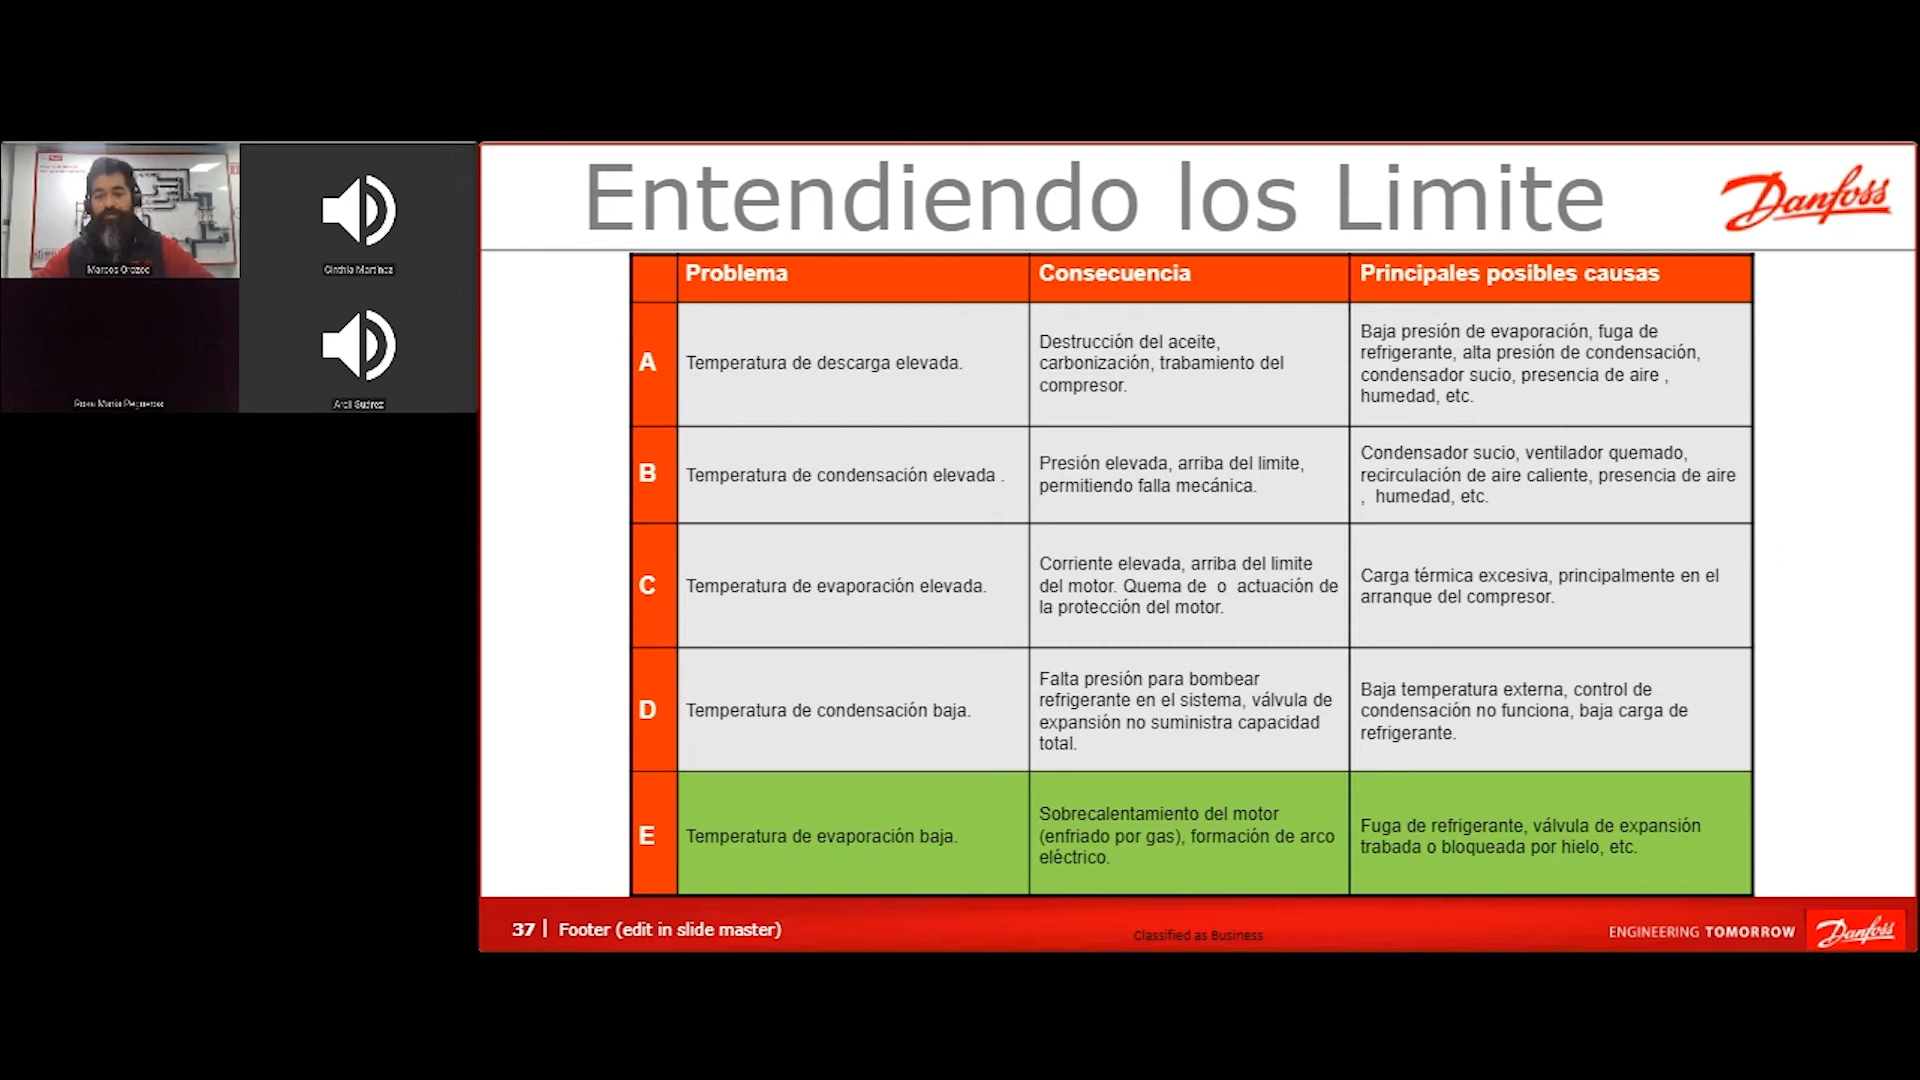 Entendiendo los Limite
Danfoss
Marcos Orozco
Cinthia Martinez
Rosa Maria Pegueros
Areli Suárez
Problema
Consecuencia
Principales posibles causas
A
Temperatura de descarga elevada.
Destrucción del aceite,
carbonización, trabamiento del
compresor.
Baja presión de evaporación, fuga de
refrigerante, alta presión de condensación,
condensador sucio, presencia de aire ,
humedad, etc.
B
Temperatura de condensación elevada .
Presión elevada, arriba del limite,
permitiendo falla mecánica.
Condensador sucio, ventilador quemado,
recirculación de aire caliente, presencia de aire
, humedad, etc.
C
Temperatura de evaporación elevada.
Corriente elevada, arriba del limite
del motor. Quema de o actuación de
la protección del motor.
Carga térmica excesiva, principalmente en el
arranque del compresor.
D
Temperatura de condensación baja.
Falta presión para bombear
refrigerante en el sistema, válvula de
expansión no suministra capacidad
total.
Baja temperatura externa, control de
condensación no funciona, baja carga de
refrigerante.
E
Temperatura de evaporación baja.
Sobrecalentamiento del motor
(enfriado por gas), formación de arco
eléctrico.
Fuga de refrigerante, válvula de expansión
trabada o bloqueada por hielo, etc.
37 | Footer (edit in slide master)
Classified as Business
ENGINEERING TOMORROW
Danfoss